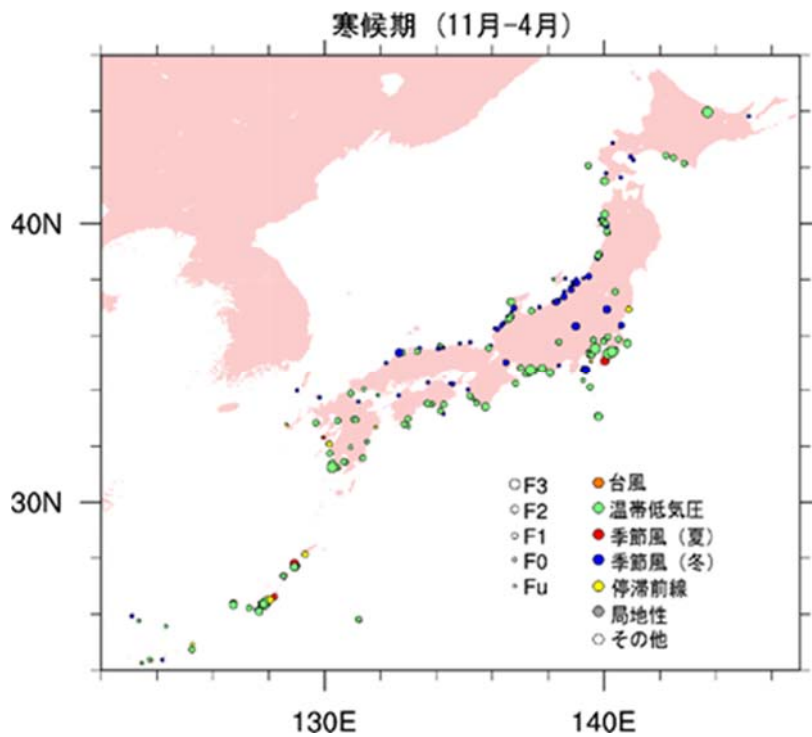 寒候期 (11月-4月)
40N
30N
130E
140E
F3
F2
F1
F0
Fu
台風
温帯低気圧
季節風 (夏)
季節風 (冬)
停滞前線
局地性
その他